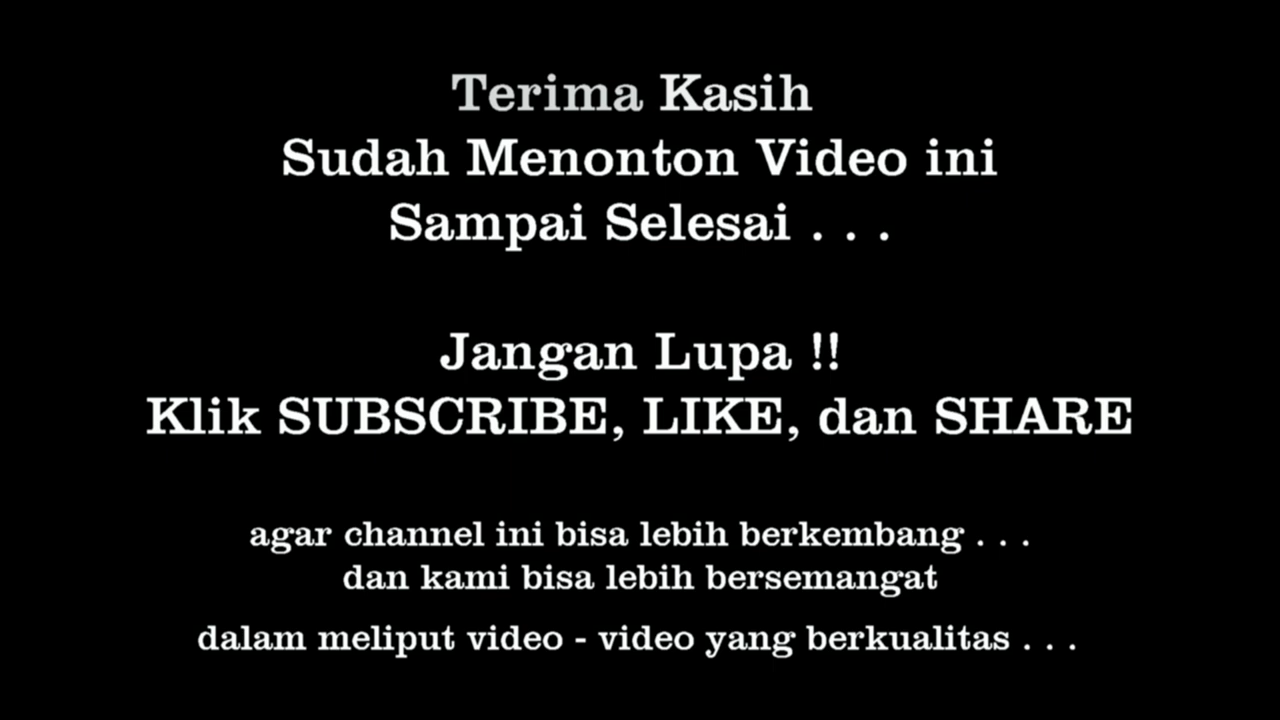 Terima Kasih
Sudah Menonton Video ini
Sampai Selesai . . .
Jangan Lupa !!
Klik SUBSCRIBE, LIKE, dan SHARE
agar channel ini bisa lebih berkembang . . .
dan kami bisa lebih bersemangat
dalam meliput video - video yang berkualitas . . .